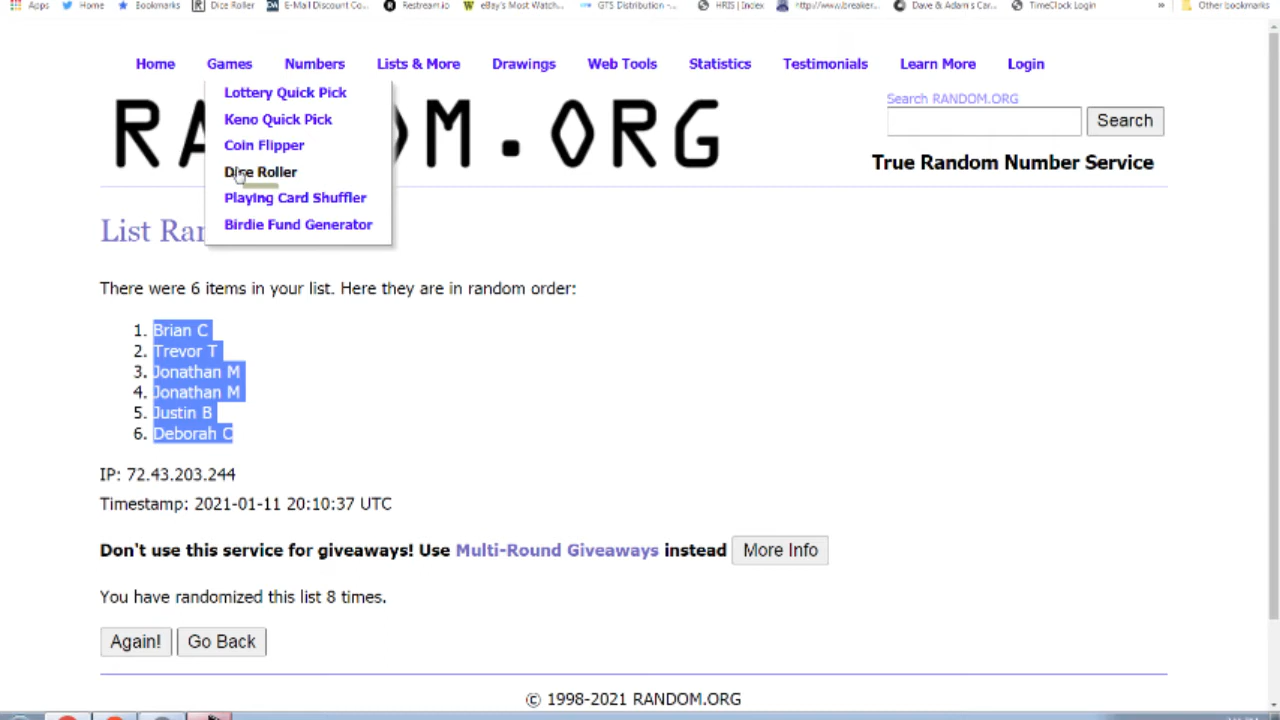 Apps Home Bookmarks Dice Roller E-Mail Discount Co... Restream.io eBay's Most Watch... GTS Distribution -... HRIS | Index http://www.breaker... Dave & Adam's Car... TimeClock Login » Other bookmarks
Home Games Numbers Lists & More Drawings Web Tools Statistics Testimonials Learn More Login
Lottery Quick Pick
Keno Quick Pick
Coin Flipper
Dice Roller
Playing Card Shuffler
Birdie Fund Generator
RA M.ORG
Search RANDOM.ORG
Search
True Random Number Service
List Ra
There were 6 items in your list. Here they are in random order:
1. Brian C
2. Trevor T
3. Jonathan M
4. Jonathan M
5. Justin B
6. Deborah C
IP: 72.43.203.244
Timestamp: 2021-01-11 20:10:37 UTC
Don't use this service for giveaways! Use Multi-Round Giveaways instead More Info
You have randomized this list 8 times.
Again! Go Back
© 1998-2021 RANDOM.ORG